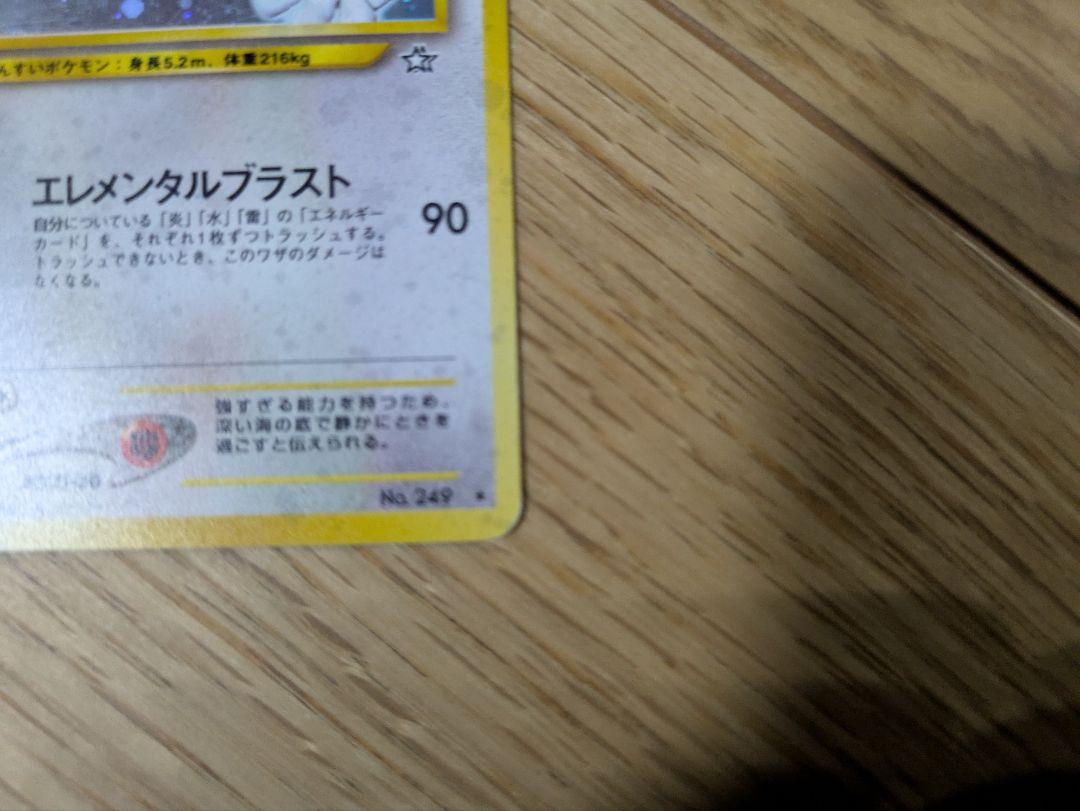 んすいポケモン：身長5.2m、体重216kg
エレメンタルブラスト
90
自分についている「炎」「水」「雷」の「エネルギー
カード」を、それぞれ1枚ずつトラッシュする。
トラッシュできないとき、このワザのダメージは
なくなる。
強すぎる能力を持つため、
深い海の底で静かにときを
過ごすと伝えられる。
No. 249